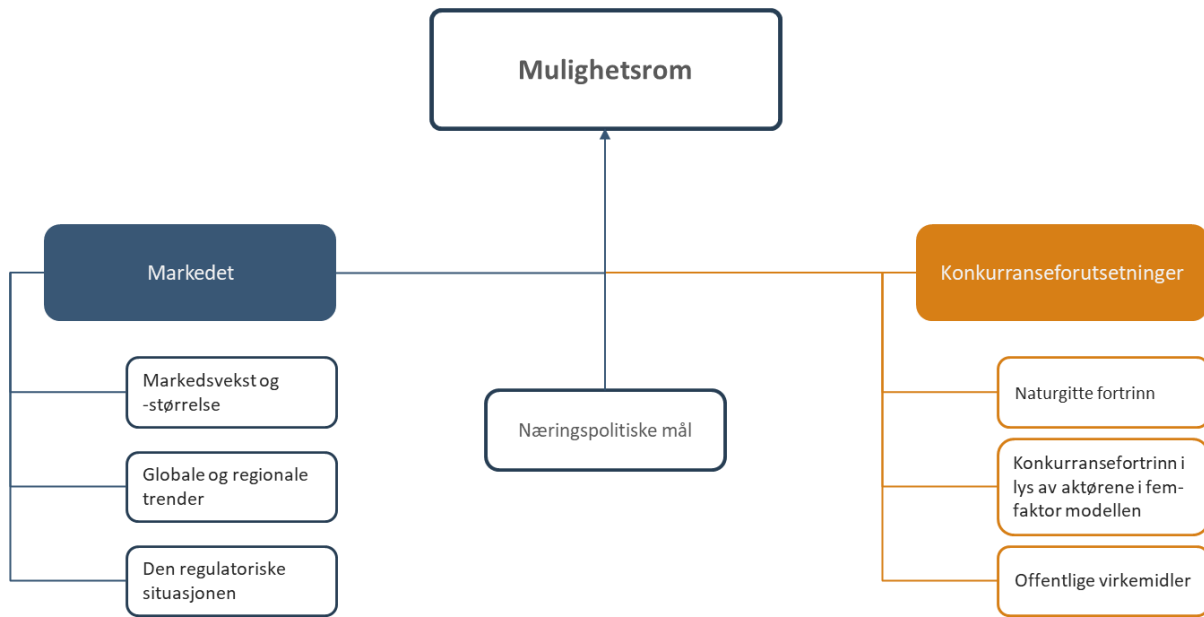 Mulighetsrom
Markedet
Konkurranseforutsetninger
Markedsvekst og
-størrelse
Globale og regionale
trender
Den regulatoriske
situasjonen
Næringspolitiske mål
Naturgitte fortrinn
Konkurransefortrinn i
lys av aktørene i fem-
faktor modellen
Offentlige virkemidler